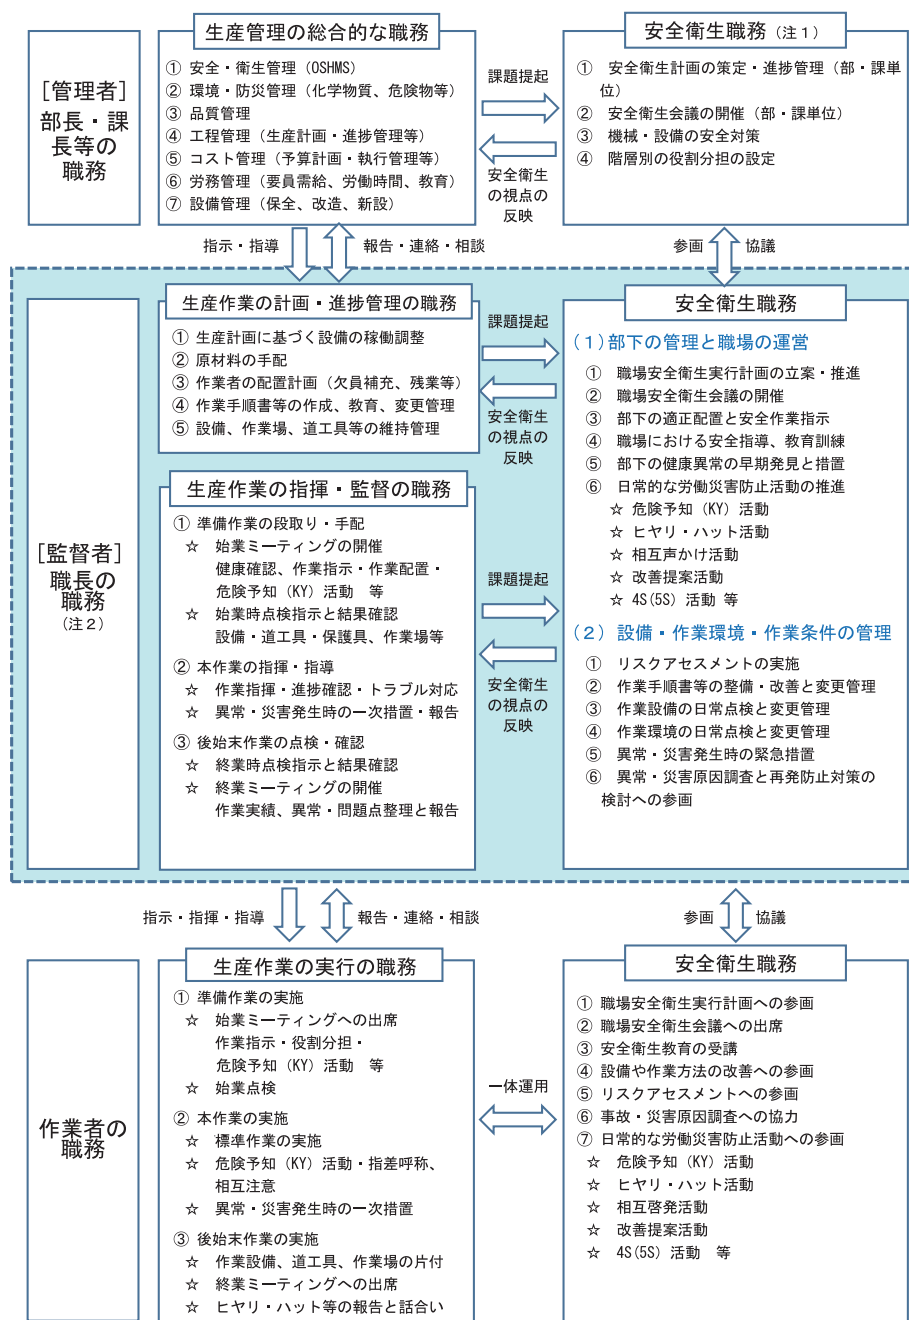 [管理者]
部長・課
長等の
職務
生産管理の総合的な職務
① 安全・衛生管理（OSHMS）
② 環境・防災管理（化学物質、危険物等）
③ 品質管理
④ 工程管理（生産計画・進捗管理等）
⑤ コスト管理（予算計画・執行管理等）
⑥ 労務管理（要員需給、労働時間、教育）
⑦ 設備管理（保全、改造、新設）
課題提起
安全衛生
の視点の
反映
安全衛生職務（注１）
① 安全衛生計画の策定・進捗管理（部・課単
位）
② 安全衛生会議の開催（部・課単位）
③ 機械・設備の安全対策
④ 階層別の役割分担の設定
指示・指導
報告・連絡・相談
参画
協議
[監督者]
職長の
職務
（注２）
生産作業の計画・進捗管理の職務
① 生産計画に基づく設備の稼働調整
② 原材料の手配
③ 作業者の配置計画（欠員補充、残業等）
④ 作業手順書等の作成、教育、変更管理
⑤ 設備、作業場、道工具等の維持管理
課題提起
安全衛生
の視点の
反映
生産作業の指揮・監督の職務
① 準備作業の段取り・手配
☆ 始業ミーティングの開催
健康確認、作業指示・作業配置・
危険予知（KY）活動 等
☆ 始業時点検指示と結果確認
設備・道工具・保護具、作業場等
② 本作業の指揮・指導
☆ 作業指揮・進捗確認・トラブル対応
☆ 異常・災害発生時の一次措置・報告
③ 後始末作業の点検・確認
☆ 終業時点検指示と結果確認
☆ 終業ミーティングの開催
作業実績、異常・問題点整理と報告
課題提起
安全衛生
の視点の
反映
安全衛生職務
（１）部下の管理と職場の運営
① 職場安全衛生実行計画の立案・推進
② 職場安全衛生会議の開催
③ 部下の適正配置と安全作業指示
④ 職場における安全指導、教育訓練
⑤ 部下の健康異常の早期発見と措置
⑥ 日常的な労働災害防止活動の推進
☆ 危険予知（KY）活動
☆ ヒヤリ・ハット活動
☆ 相互声かけ活動
☆ 改善提案活動
☆ 4S(5S) 活動 等
（２）設備・作業環境・作業条件の管理
① リスクアセスメントの実施
② 作業手順書等の整備・改善と変更管理
③ 作業設備の日常点検と変更管理
④ 作業環境の日常点検と変更管理
⑤ 異常・災害発生時の緊急措置
⑥ 異常・災害原因調査と再発防止対策の
検討への参画
指示・指揮・指導
報告・連絡・相談
参画
協議
作業者の
職務
生産作業の実行の職務
① 準備作業の実施
☆ 始業ミーティングへの出席
作業指示・役割分担・
危険予知（KY）活動 等
☆ 始業点検
② 本作業の実施
☆ 標準作業の実施
☆ 危険予知（KY）活動・指差呼称、
相互注意
☆ 異常・災害発生時の一次措置
③ 後始末作業の実施
☆ 作業設備、道工具、作業場の片付
☆ 終業ミーティングへの出席
☆ ヒヤリ・ハット等の報告と話合い
一体運用
安全衛生職務
① 職場安全衛生実行計画への参画
② 職場安全衛生会議への出席
③ 安全衛生教育の受講
④ 設備や作業方法の改善への参画
⑤ リスクアセスメントへの参画
⑥ 事故・災害原因調査への協力
⑦ 日常的な労働災害防止活動への参画
☆ 危険予知（KY）活動
☆ ヒヤリ・ハット活動
☆ 相互啓発活動
☆ 改善提案活動
☆ 4S(5S) 活動 等